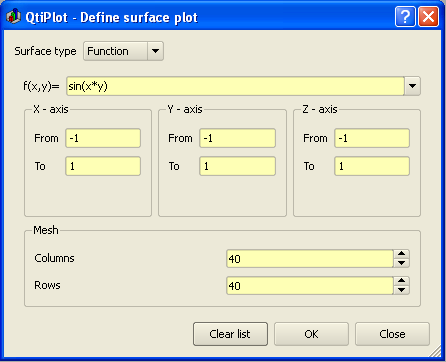 QtiPlot - Define surface plot
Surface type Function
f(x,y)= sin(x*y)
X - axis Y - axis Z - axis
From -1 From -1 From -1
To 1 To 1 To 1
Mesh
Columns 40
Rows 40
Clear list OK Close